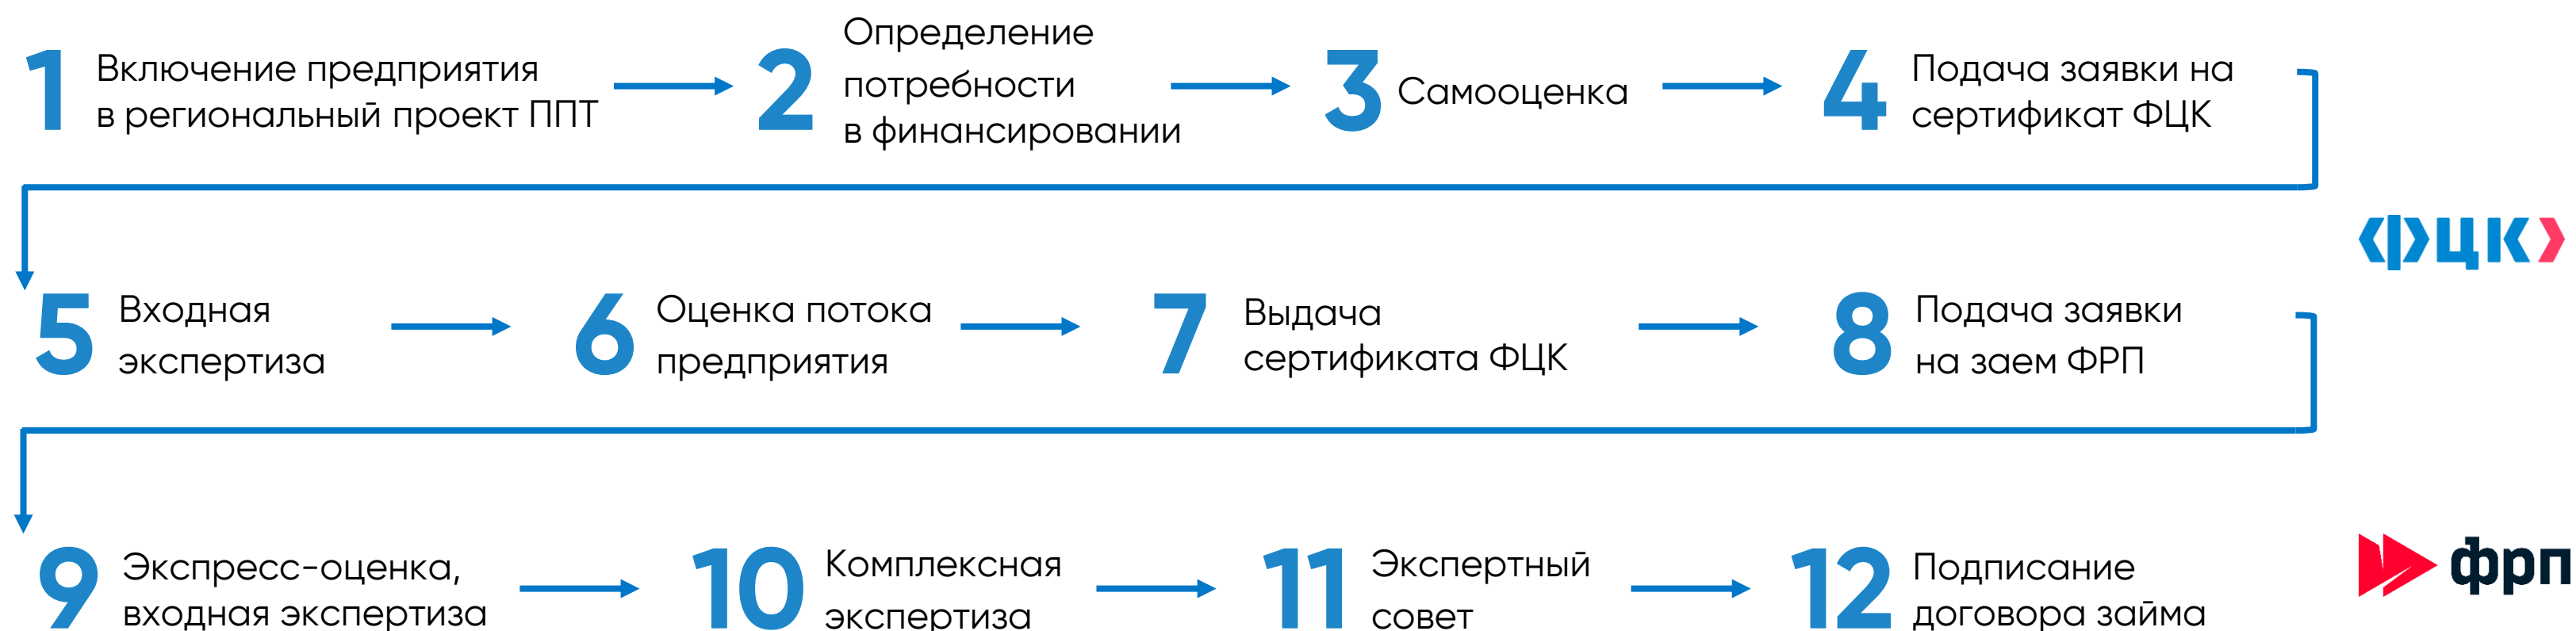 1
Включение предприятия
в региональный проект ППТ
2
Определение
потребности
в финансировании
3
Самооценка
4
Подача заявки на
сертификат ФЦК
5
Входная
экспертиза
6
Оценка потока
предприятия
7
Выдача
сертификата ФЦК
8
Подача заявки
на заем ФРП
ФЦК
9
Экспресс-оценка,
входная экспертиза
10
Комплексная
экспертиза
11
Экспертный
совет
12
Подписание
договора займа
фрп